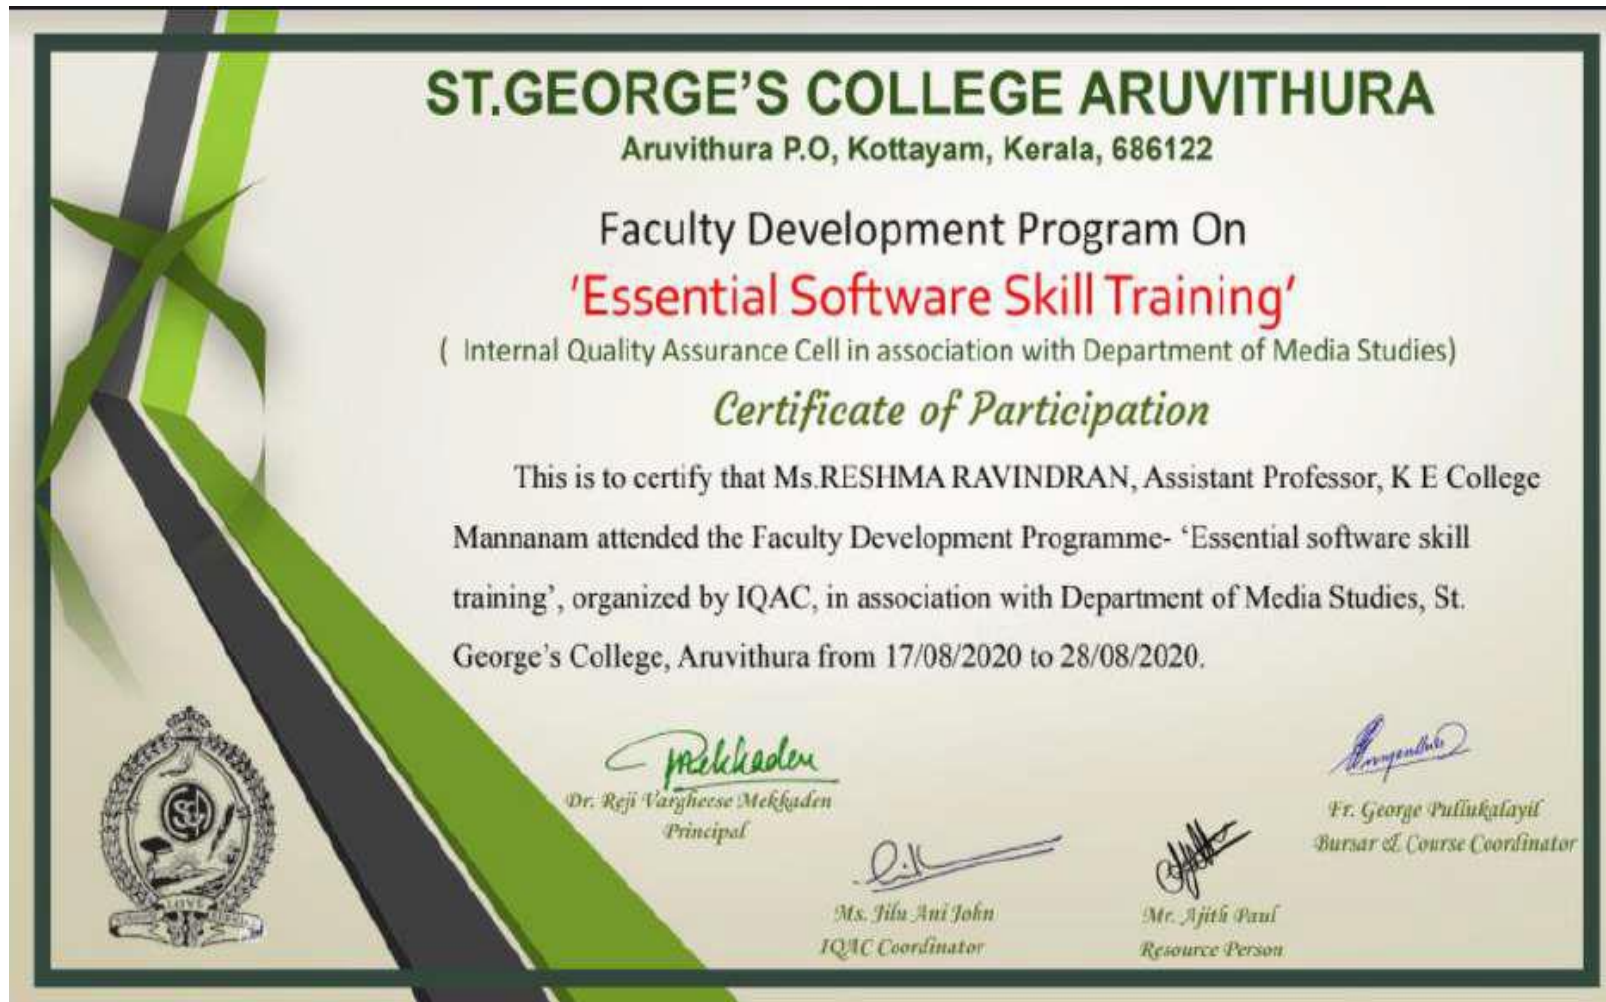 ST.GEORGE'S COLLEGE ARUVITHURA
Aruvithura P.O, Kottayam, Kerala, 686122
Faculty Development Program On
'Essential Software Skill Training'
( Internal Quality Assurance Cell in association with Department of Media Studies)
Certificate of Participation
This is to certify that Ms.RESHMA RAVINDRAN, Assistant Professor, K E College
Mannanam attended the Faculty Development Programme- ‘Essential software skill
training’, organized by IQAC, in association with Department of Media Studies, St.
George’s College, Aruvithura from 17/08/2020 to 28/08/2020.
Mekkaden
Dr. Reji Vargheese Mekkaden
Principal
Fr. George Pullukalayil
Bursar & Course Coordinator
Ms. Jilu Ani John
IQAC Coordinator
Mr. Ajith Paul
Resource Person
LOVE